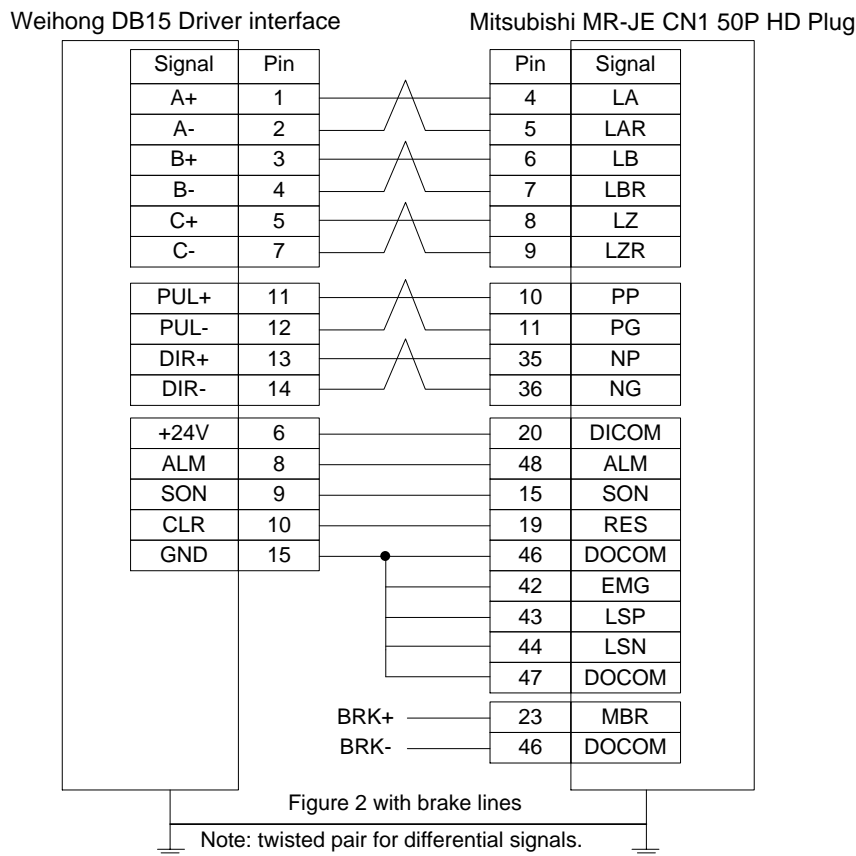 Weihong DB15 Driver interface Mitsubishi MR-JE CN1 50P HD Plug
Signal Pin Pin Signal
A+ 1 4 LA
A- 2 5 LAR
B+ 3 6 LB
B- 4 7 LBR
C+ 5 8 LZ
C- 7 9 LZR
PUL+ 11 10 PP
PUL- 12 11 PG
DIR+ 13 35 NP
DIR- 14 36 NG
+24V 6 20 DICOM
ALM 8 48 ALM
SON 9 15 SON
CLR 10 19 RES
GND 15 46 DOCOM
42 EMG
43 LSP
44 LSN
47 DOCOM
BRK+ 23 MBR
BRK- 46 DOCOM
Figure 2 with brake lines
Note: twisted pair for differential signals.